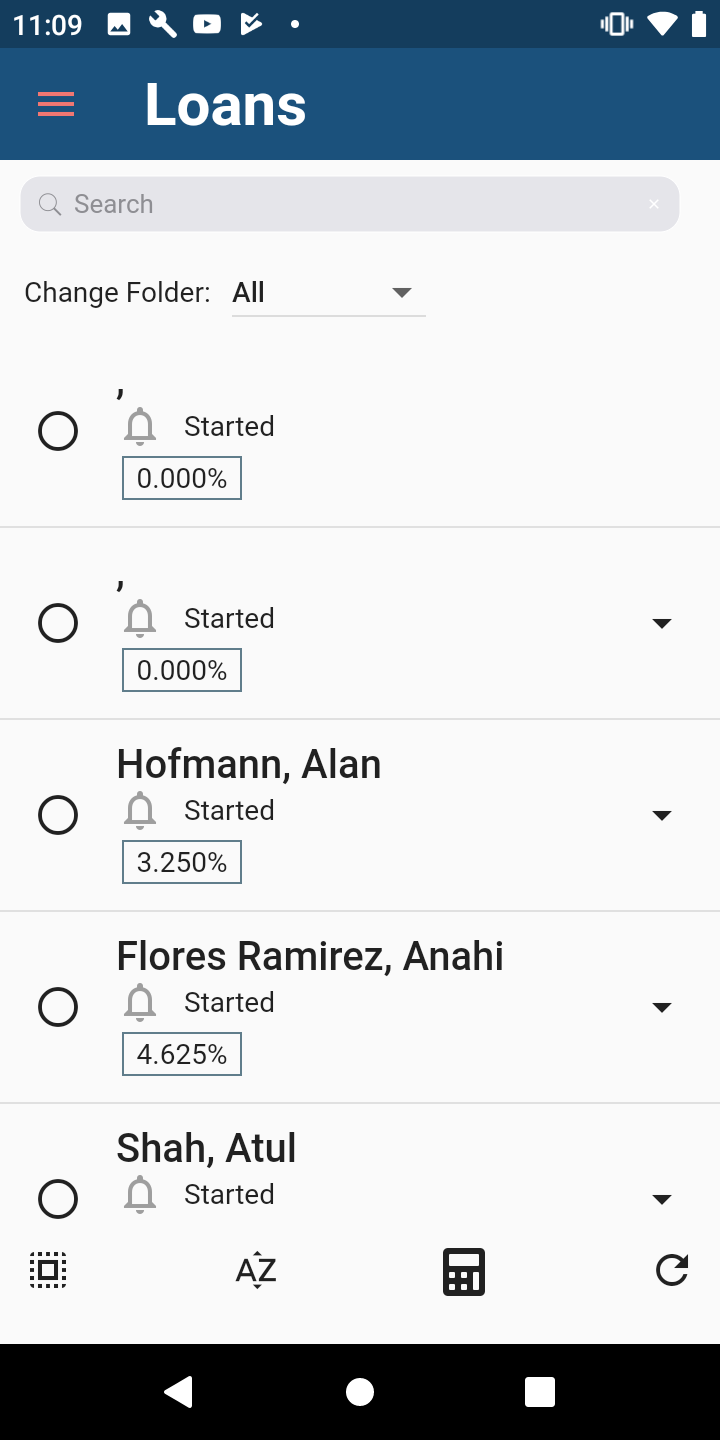 11:09
Loans
Search
Change Folder: All
,
Started
0.000%
,
Started
0.000%
Hofmann, Alan
Started
3.250%
Flores Ramirez, Anahi
Started
4.625%
Shah, Atul
Started
AZ